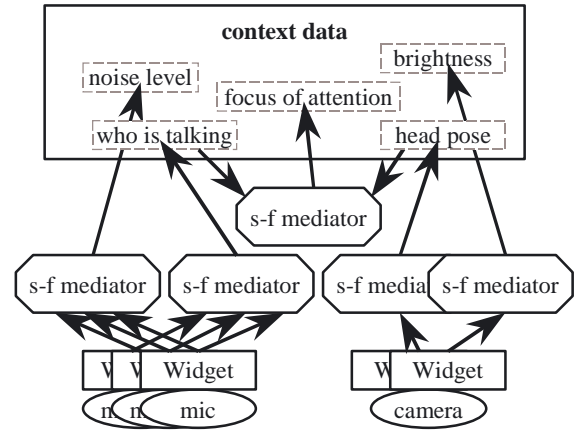 context data
brightness
noise level
focus of attention
who is talking
head pose
s-f mediator
s-f mediator
s-f mediator
s-f media
s-f mediator
W
W
Widget
W
Widget
m
m
mic
camera